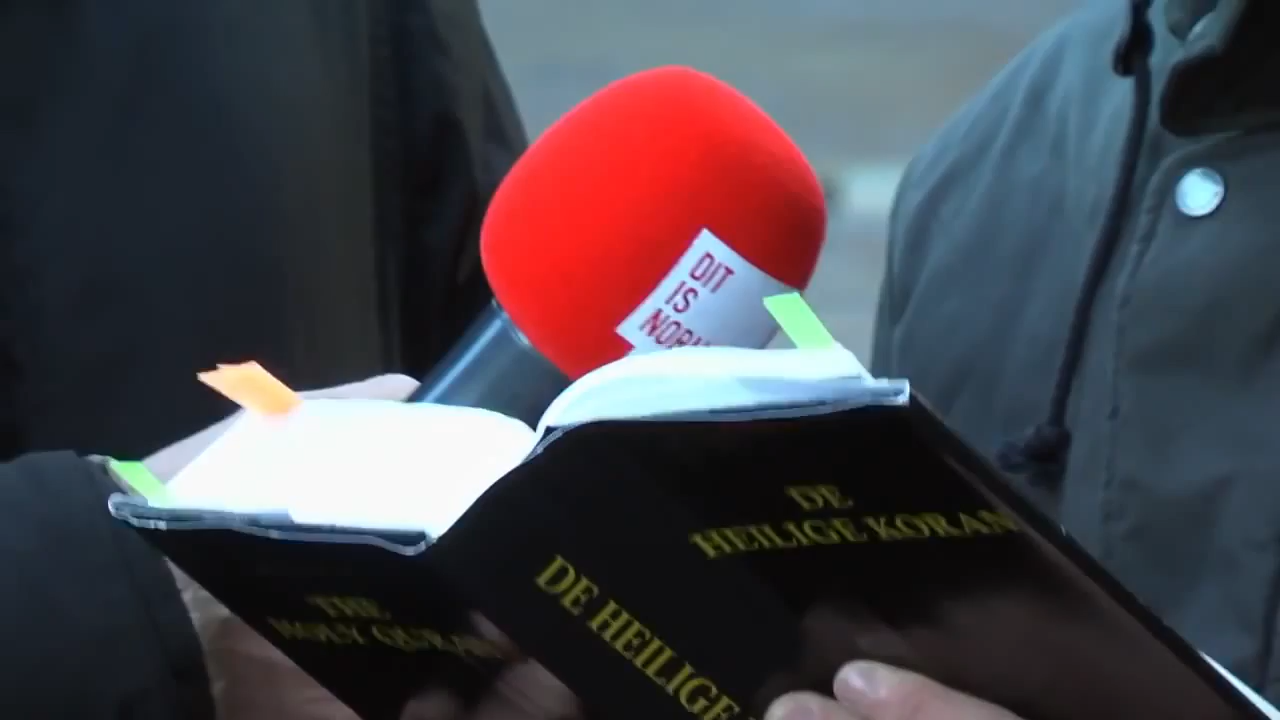 DIT
IS
DE
HEILIGE KORAN
DE HEILIGE
THE
HOLY QURAN